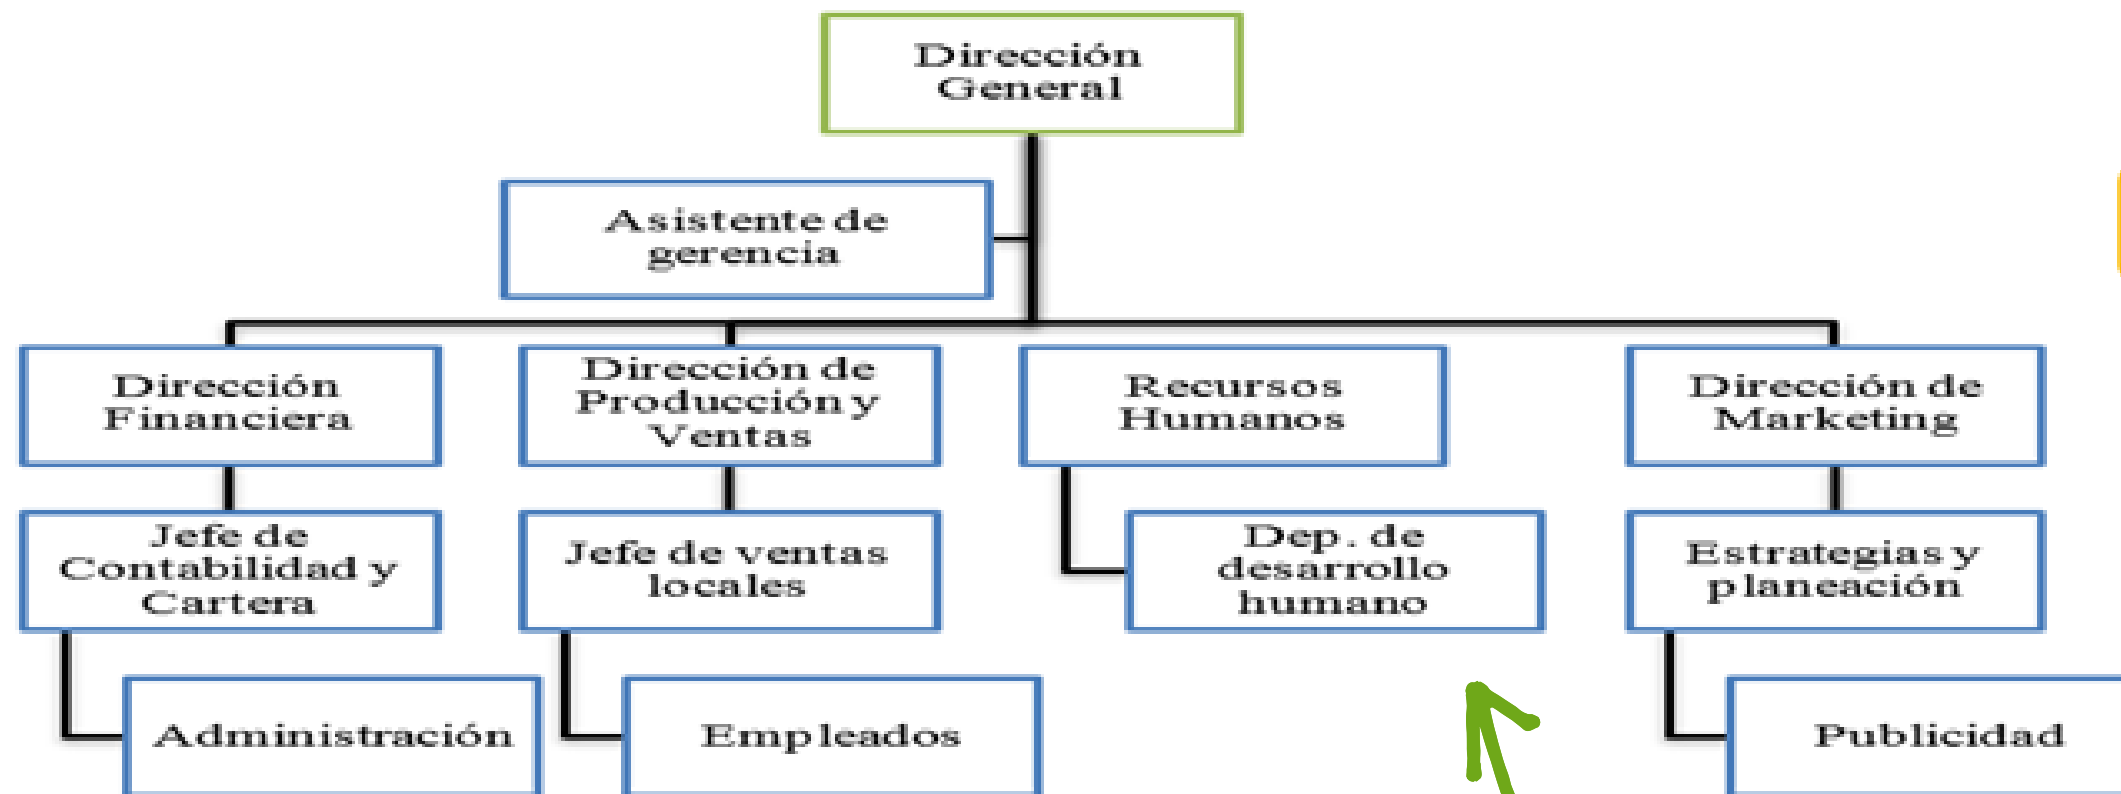 Dirección
General
Asistente de
gerencia
Dirección
Financiera
Dirección de
Producción y
Ventas
Recursos
Humanos
Dirección de
Marketing
Jefe de
Contabilidad y
Cartera
Jefe de ventas
locales
Dep. de
desarrollo
humano
Estrategias y
planeación
Administración
Empleados
Publicidad